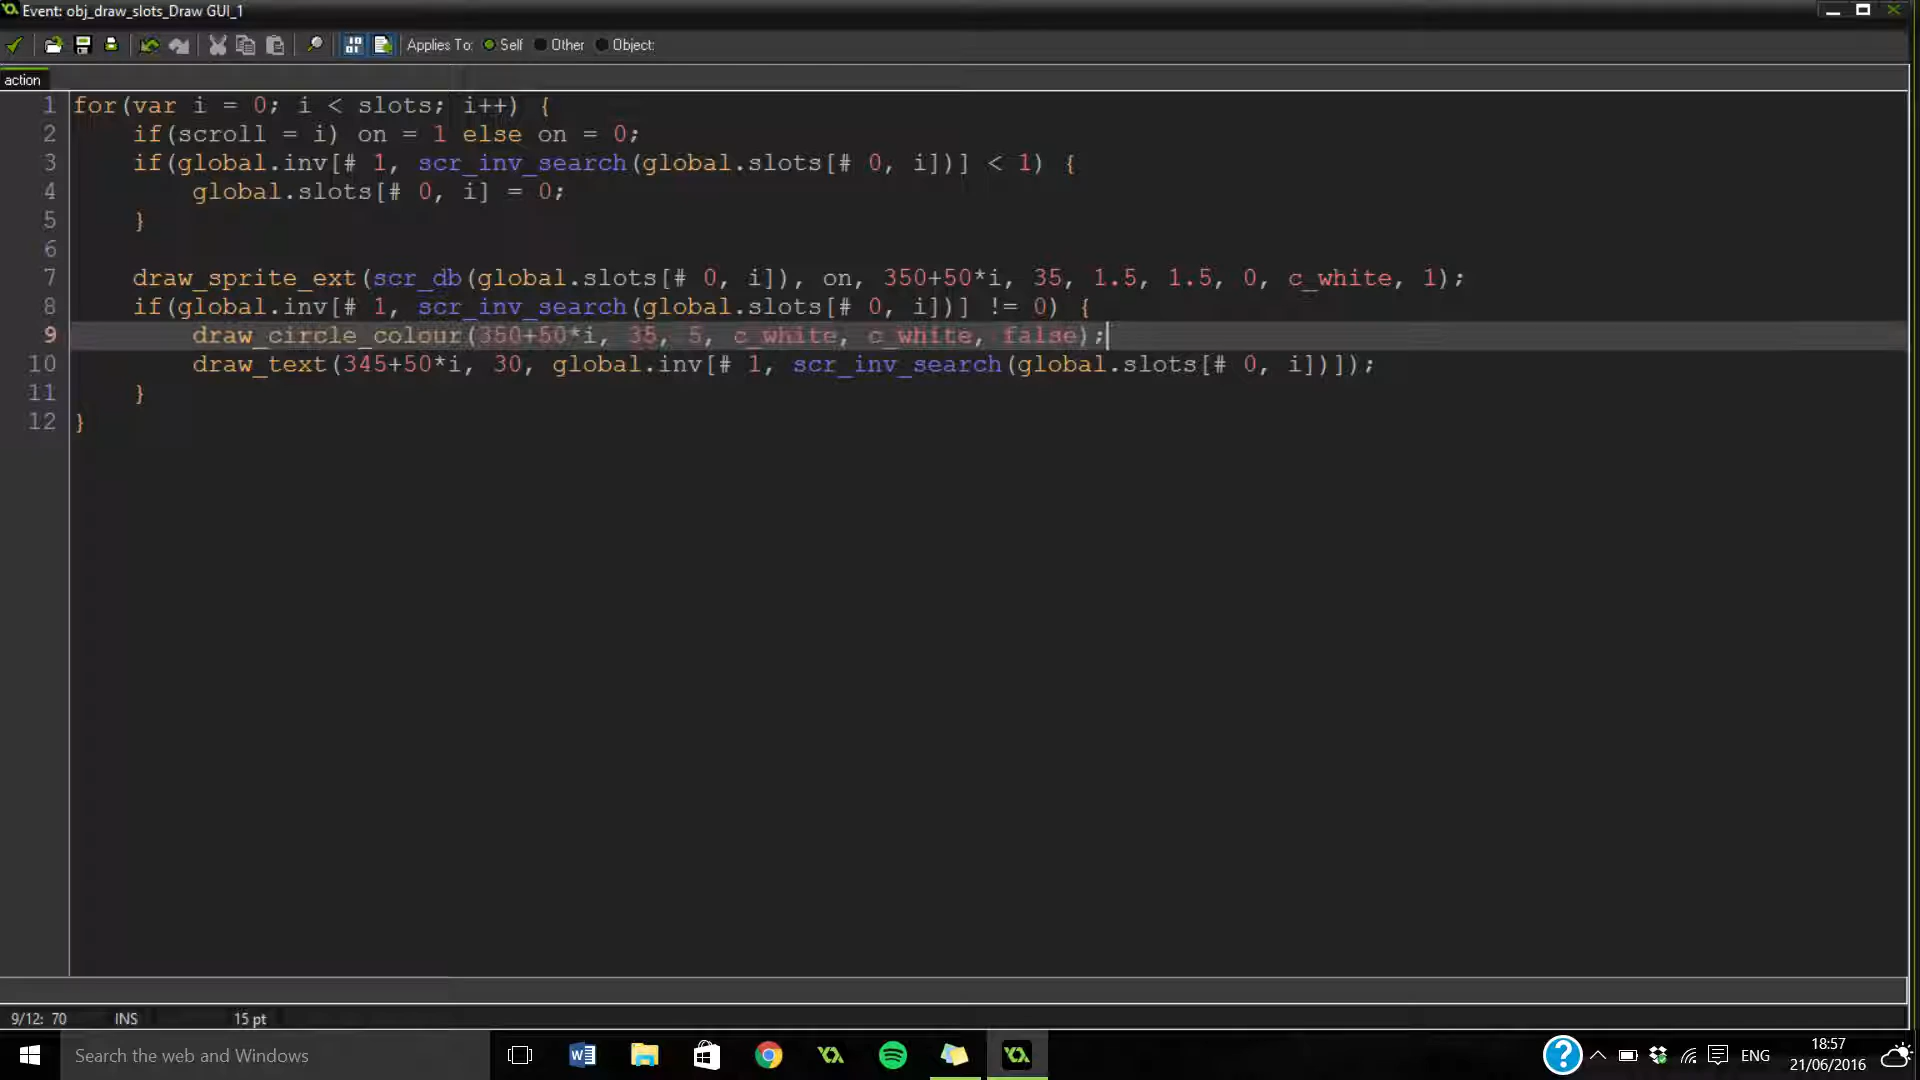 Event: obj_draw_slots_Draw GUI_1
Applies To: Self Other Object:
action
1 for(var i = 0; i < slots; i++) {
2 if(scroll = i) on = 1 else on = 0;
3 if(global.inv[# 1, scr_inv_search(global.slots[# 0, i])] < 1) {
4 global.slots[# 0, i] = 0;
5 }
6
7 draw_sprite_ext(scr_db(global.slots[# 0, i]), on, 350+50*i, 35, 1.5, 1.5, 0, c_white, 1);
8 if(global.inv[# 1, scr_inv_search(global.slots[# 0, i])] != 0) {
9 draw_circle_colour(350+50*i, 35, 5, c_white, c_white, false);
10 draw_text(345+50*i, 30, global.inv[# 1, scr_inv_search(global.slots[# 0, i])]);
11 }
12 }
9/12: 70 INS 15 pt
Search the web and Windows
ENG
18:57
21/06/2016